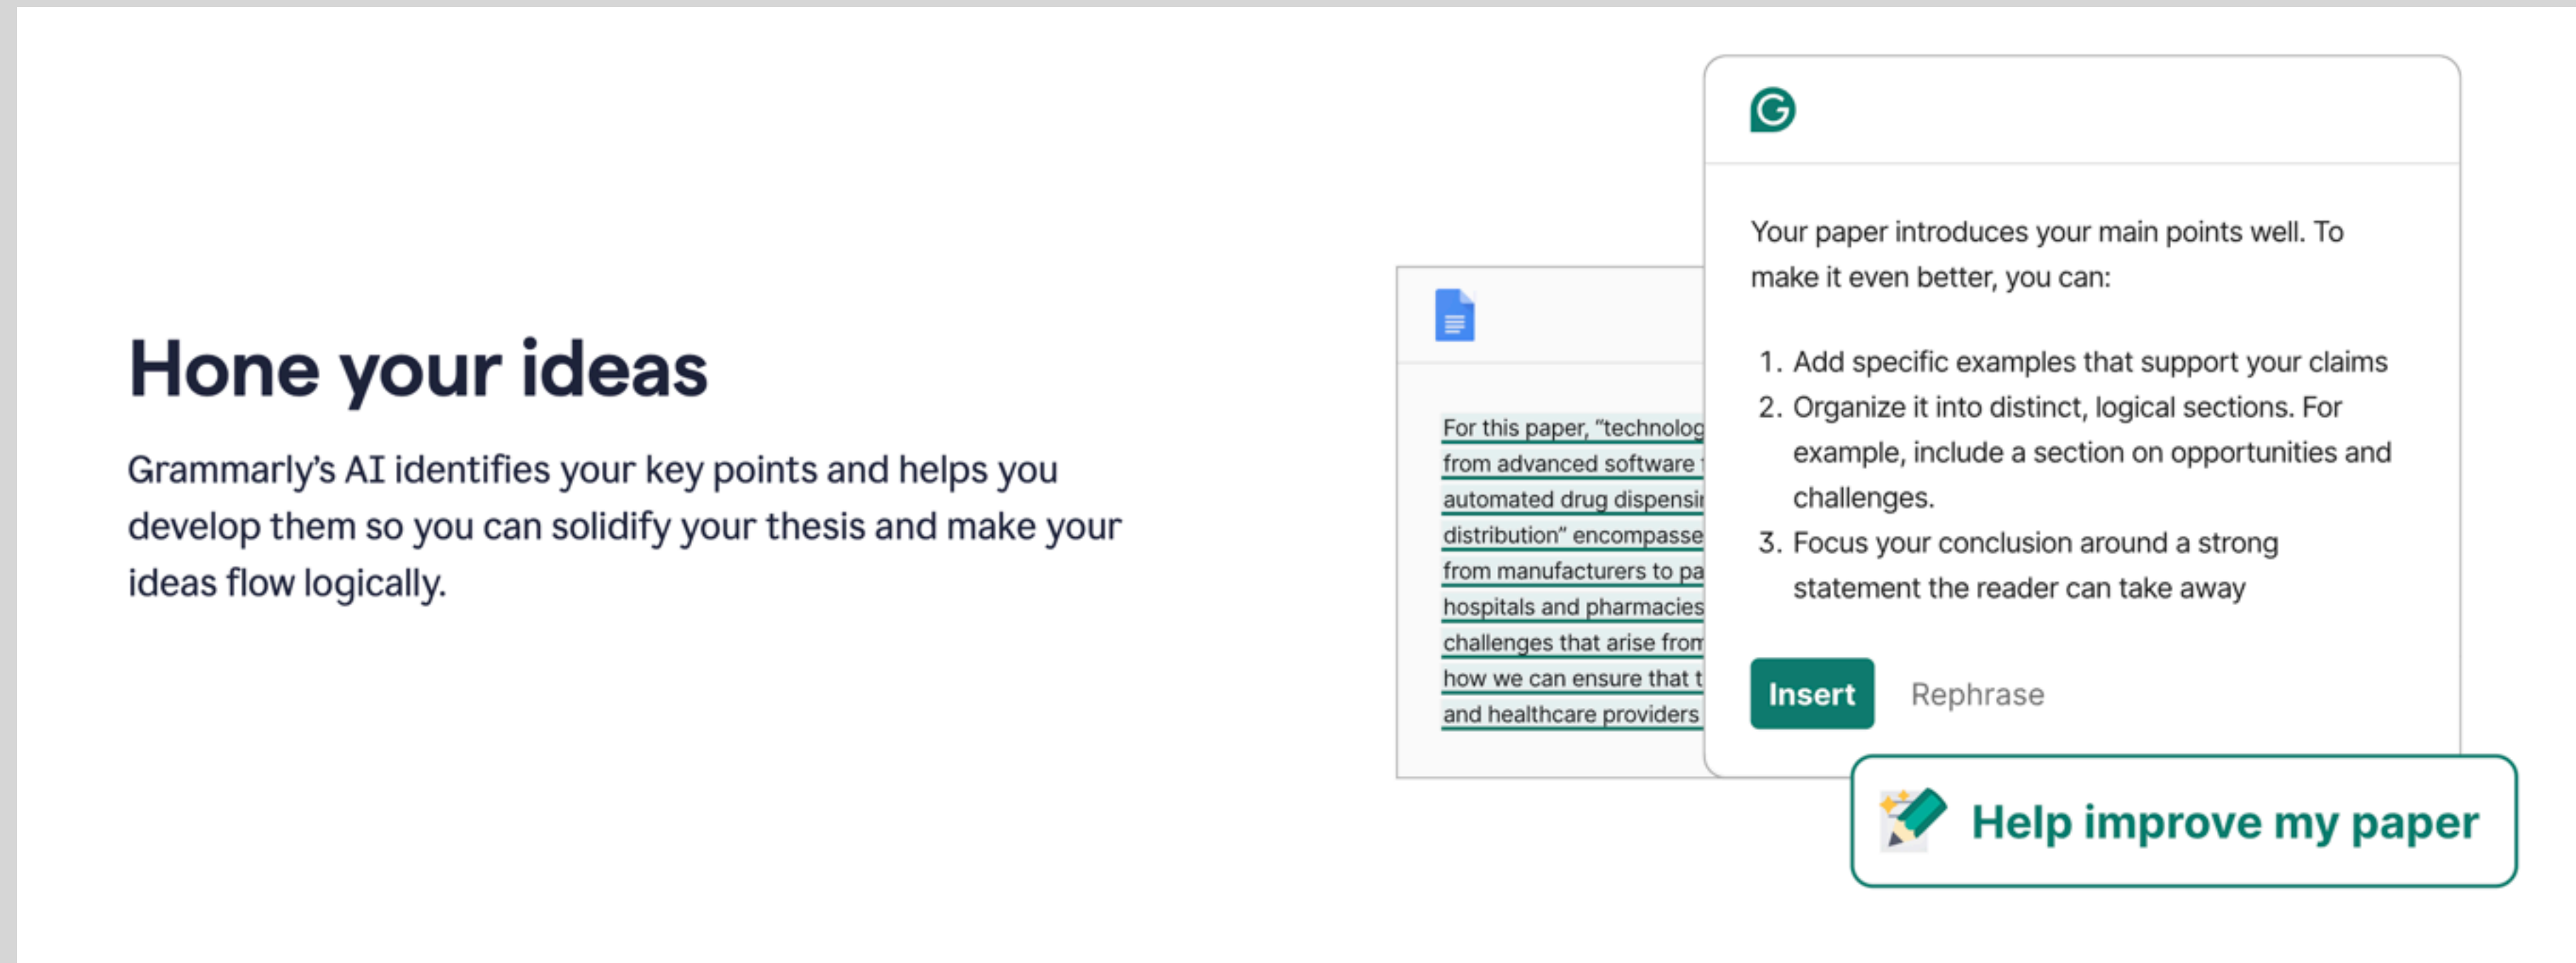 Hone your ideas
Grammarly's AI identifies your key points and helps you
develop them so you can solidify your thesis and make your
ideas flow logically.
For this paper, "technolog
from advanced software
automated drug dispensin
distribution" encompasse
from manufacturers to pa
hospitals and pharmacies
challenges that arise from
how we can ensure that t
and healthcare providers
G
Your paper introduces your main points well. To
make it even better, you can:
1. Add specific examples that support your claims
2. Organize it into distinct, logical sections. For
example, include a section on opportunities and
challenges.
3. Focus your conclusion around a strong
statement the reader can take away
Insert Rephrase
Help improve my paper